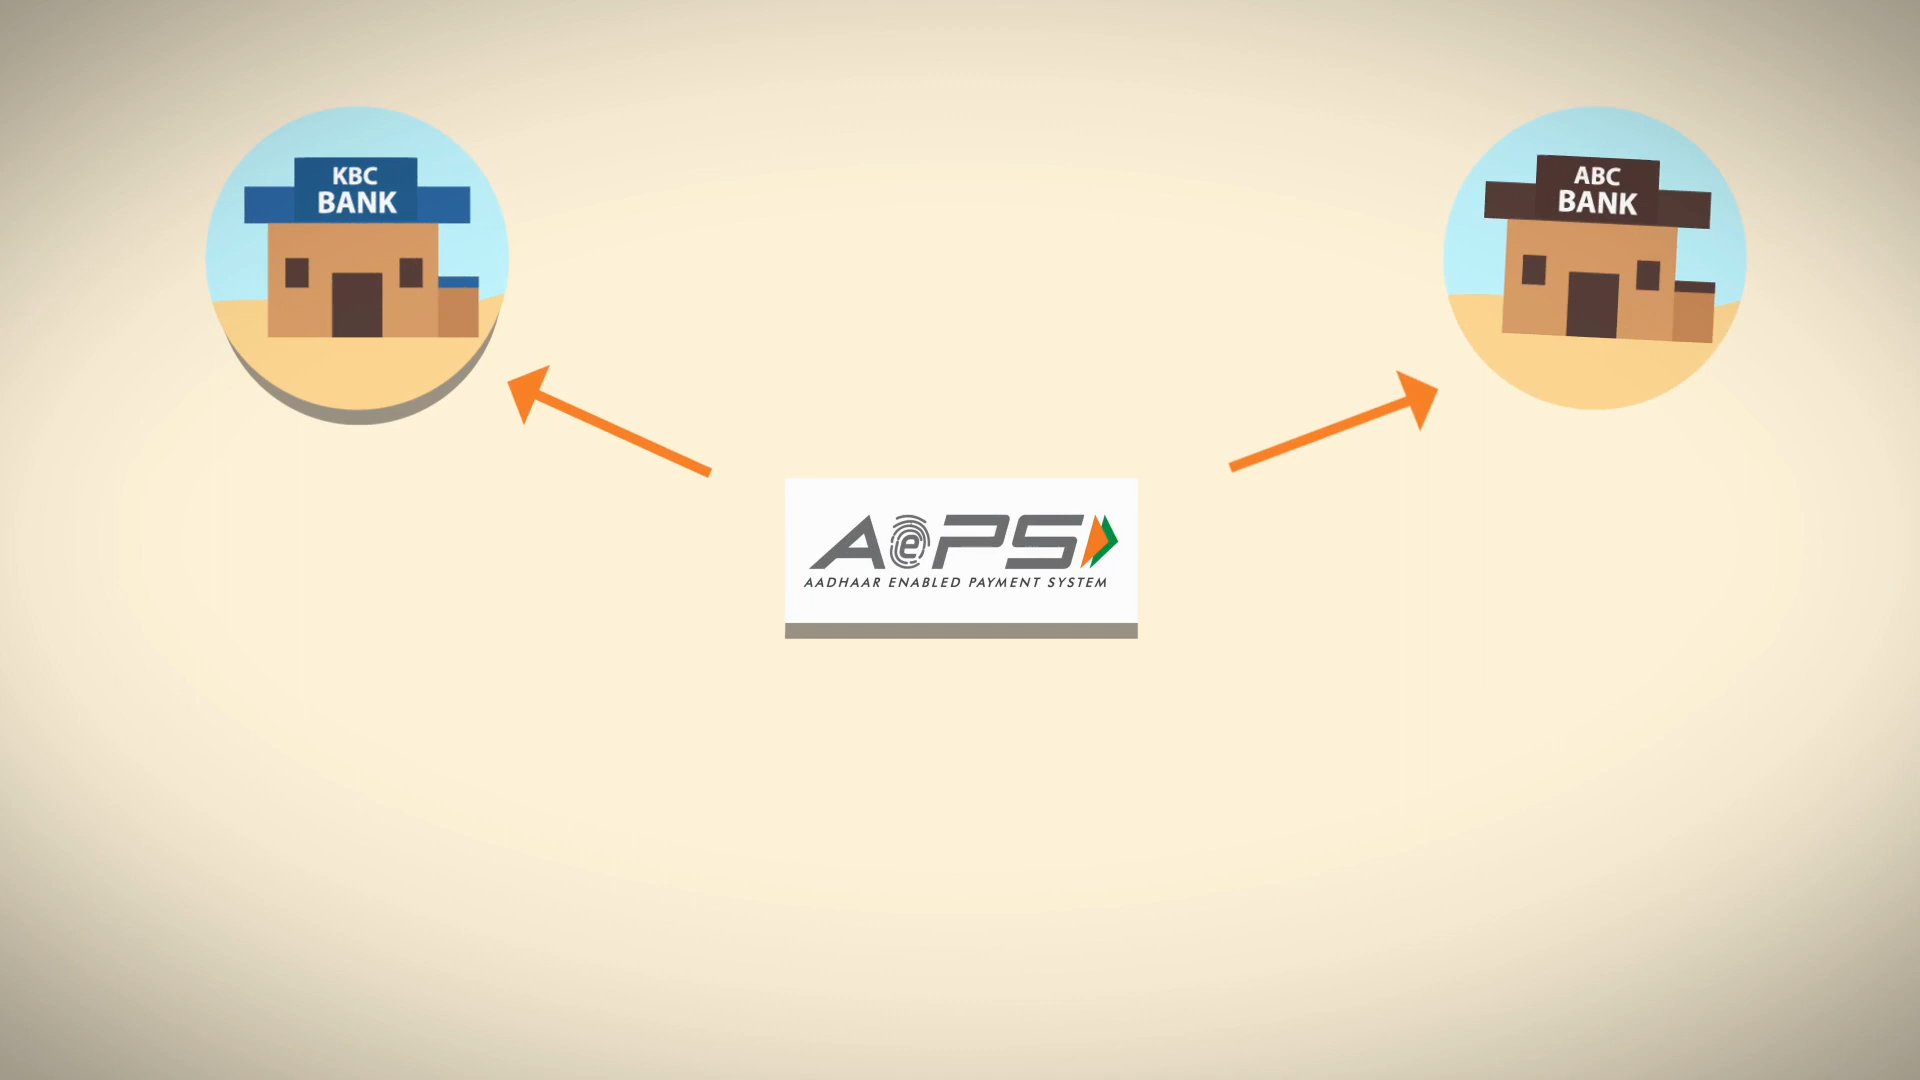 KBC
BANK
ABC
BANK
AePS
AADHAAR ENABLED PAYMENT SYSTEM